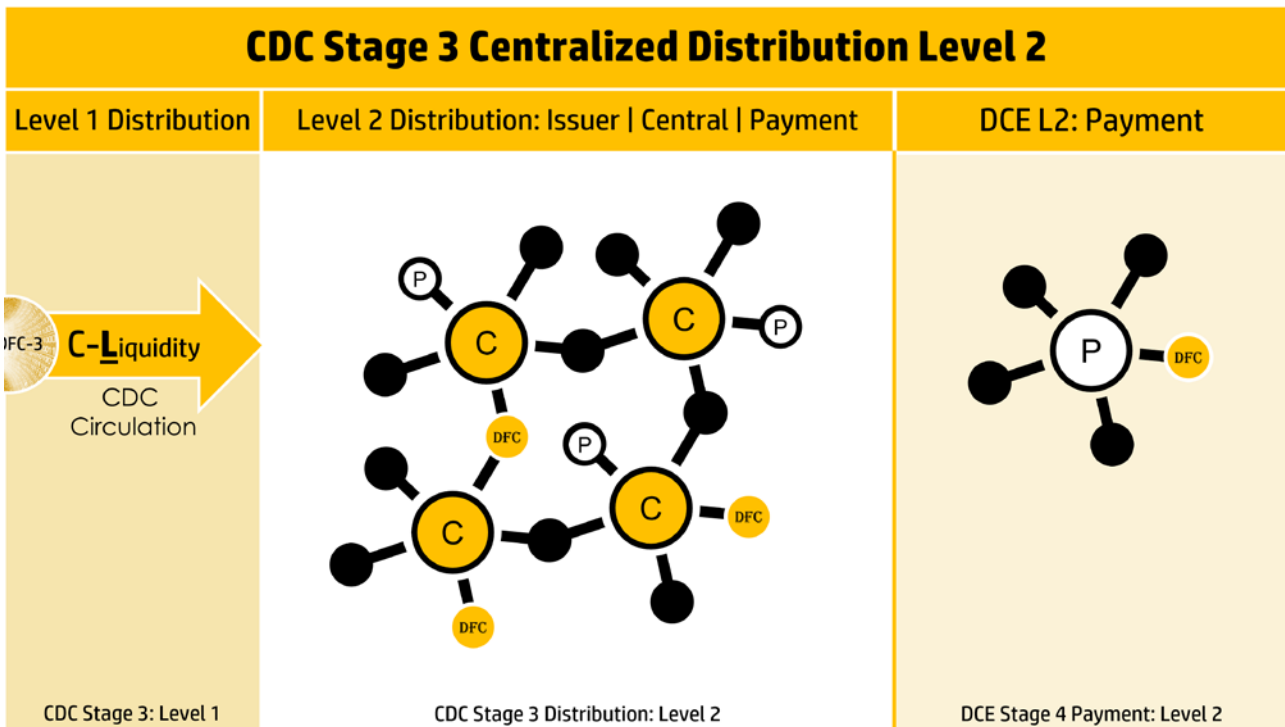 CDC Stage 3 Centralized Distribution Level 2
Level 1 Distribution
Level 2 Distribution: Issuer | Central | Payment
DCE L2: Payment
DFC-3
C-Liquidity
CDC
Circulation
P
C
C
P
DFC
P
C
C
DFC
DFC
P
DFC
CDC Stage 3: Level 1
CDC Stage 3 Distribution: Level 2
DCE Stage 4 Payment: Level 2